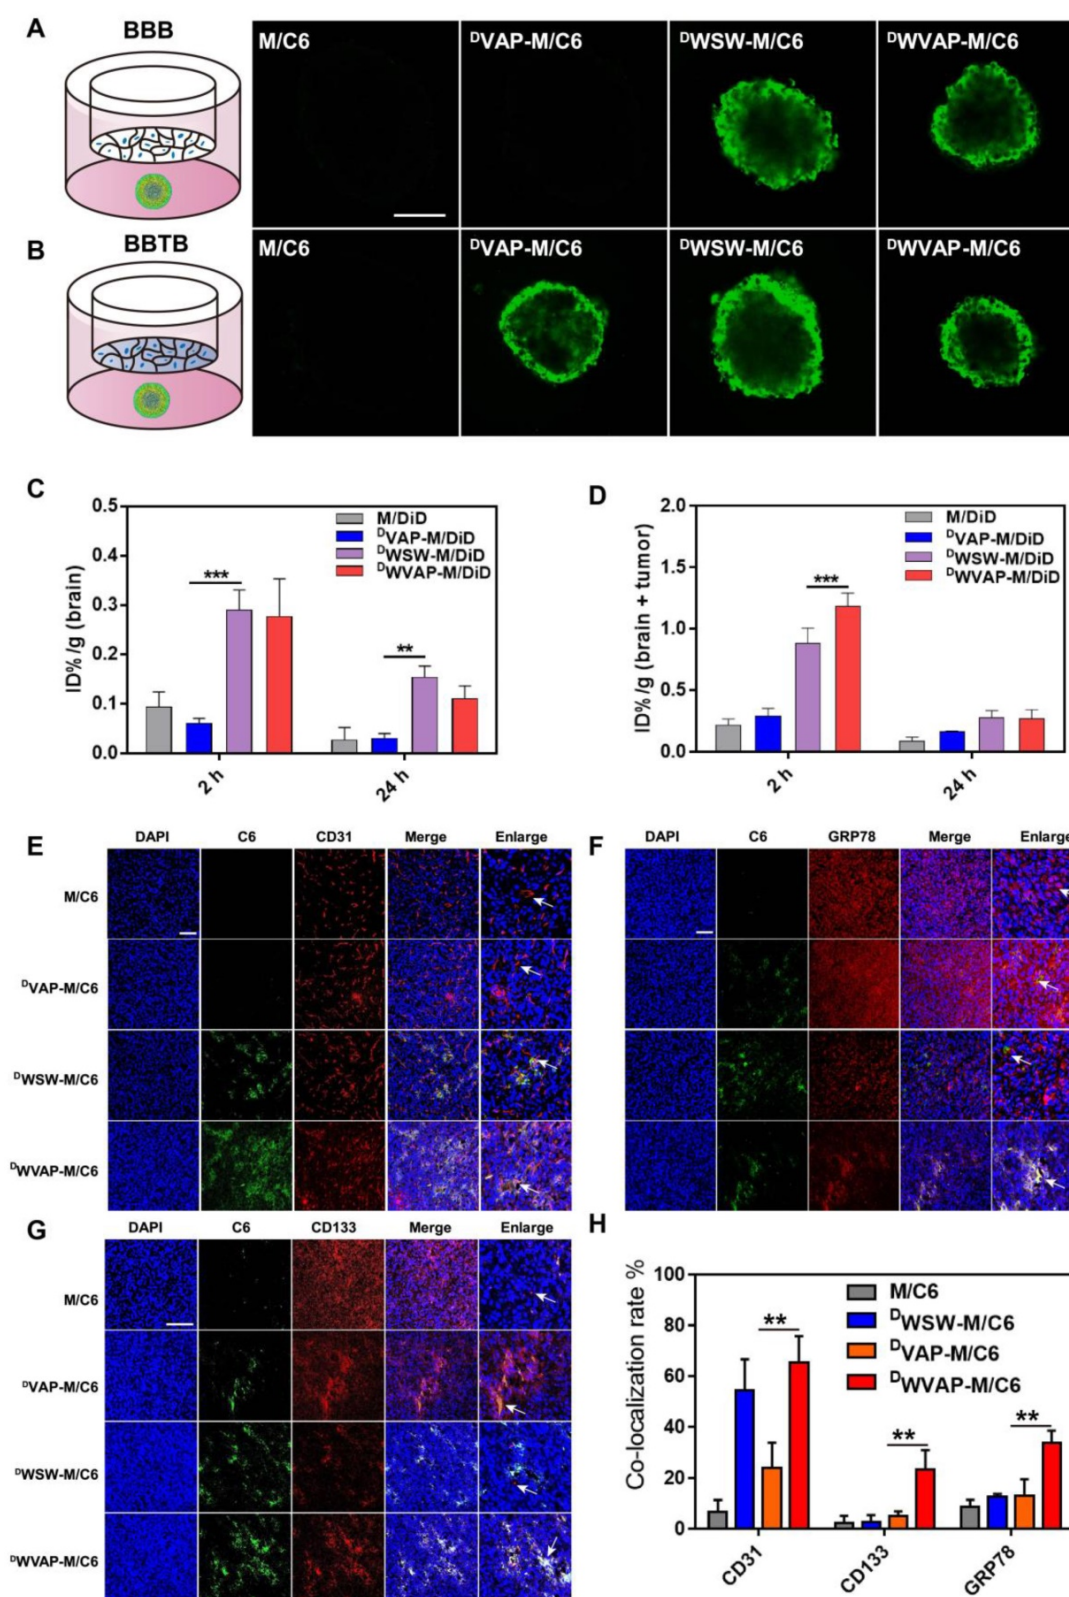 A
BBB
M/C6
DVAP-M/C6
DWSW-M/C6
DWVAP-M/C6
B
BBTB
M/C6
DVAP-M/C6
DWSW-M/C6
DWVAP-M/C6
C
ID%/g (brain)
0.5
0.4
0.3
0.2
0.1
0.0
M/DiD
DVAP-M/DiD
DWSW-M/DiD
DWVAP-M/DiD
***
**
2 h
24 h
D
ID%/g (brain + tumor)
2.0
1.5
1.0
0.5
0.0
M/DiD
DVAP-M/DiD
DWSW-M/DiD
DWVAP-M/DiD
***
2 h
24 h
E
DAPI C6 CD31 Merge Enlarge
M/C6
DVAP-M/C6
DWSW-M/C6
DWVAP-M/C6
F
DAPI C6 GRP78 Merge Enlarge
G
DAPI C6 CD133 Merge Enlarge
M/C6
DVAP-M/C6
DWSW-M/C6
DWVAP-M/C6
H
Co-localization rate %
100
80
60
40
20
0
M/C6
DWSW-M/C6
DVAP-M/C6
DWVAP-M/C6
**
**
**
CD31
CD133
GRP78